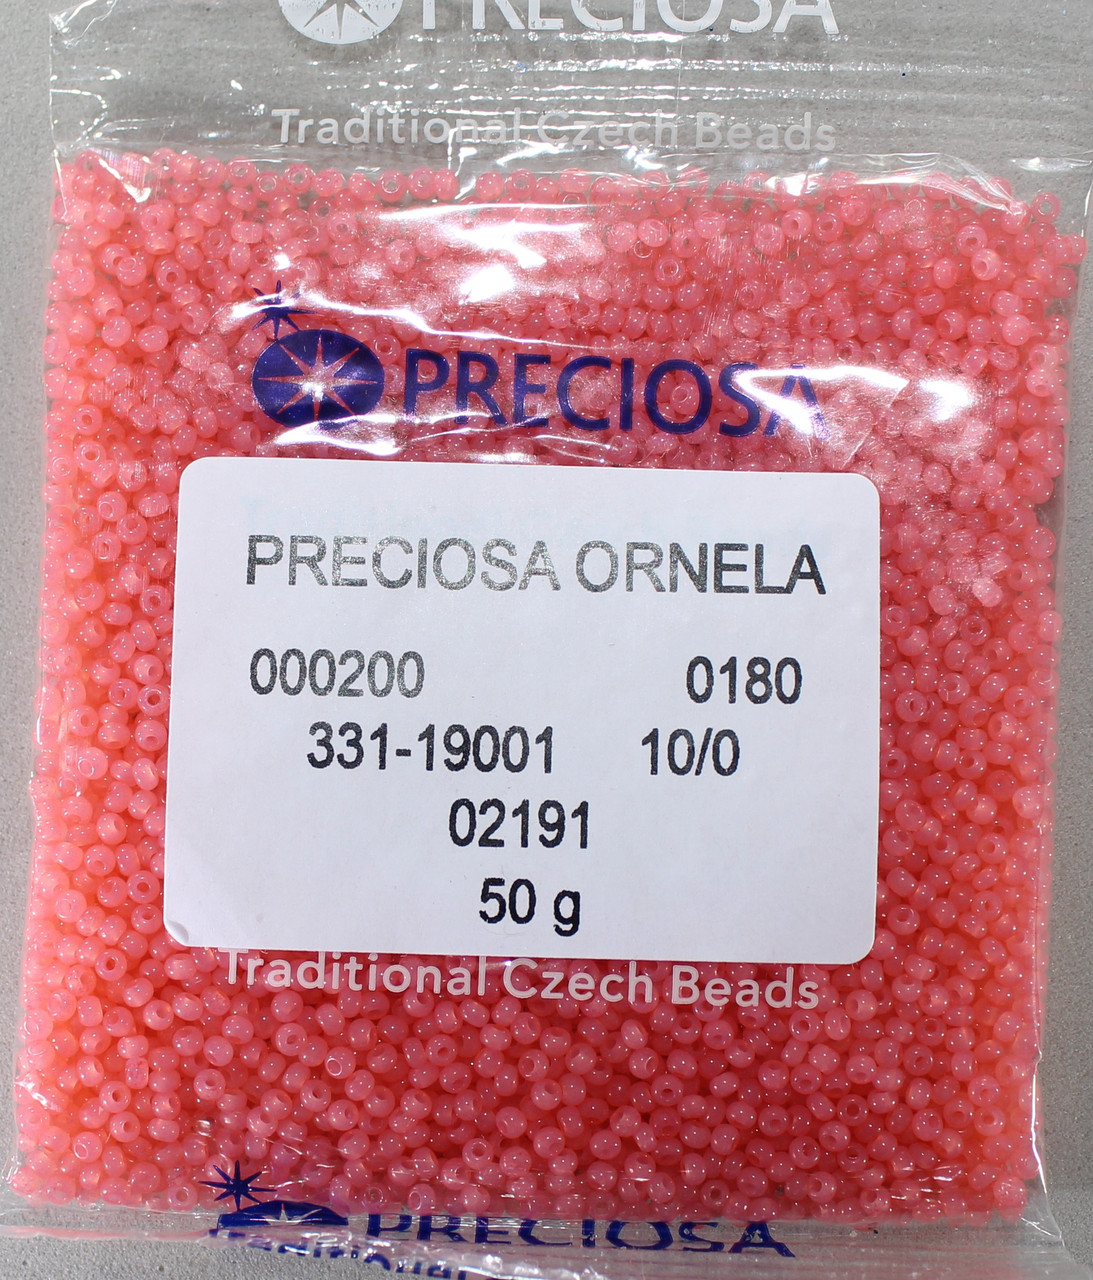 PRECIOSA
Traditional Czech Beads
PRECIOSA
PRECIOSA ORNELA
000200 0180
331-19001 10/0
02191
50 g
Traditional Czech Beads
PRECIOSA
Traditional